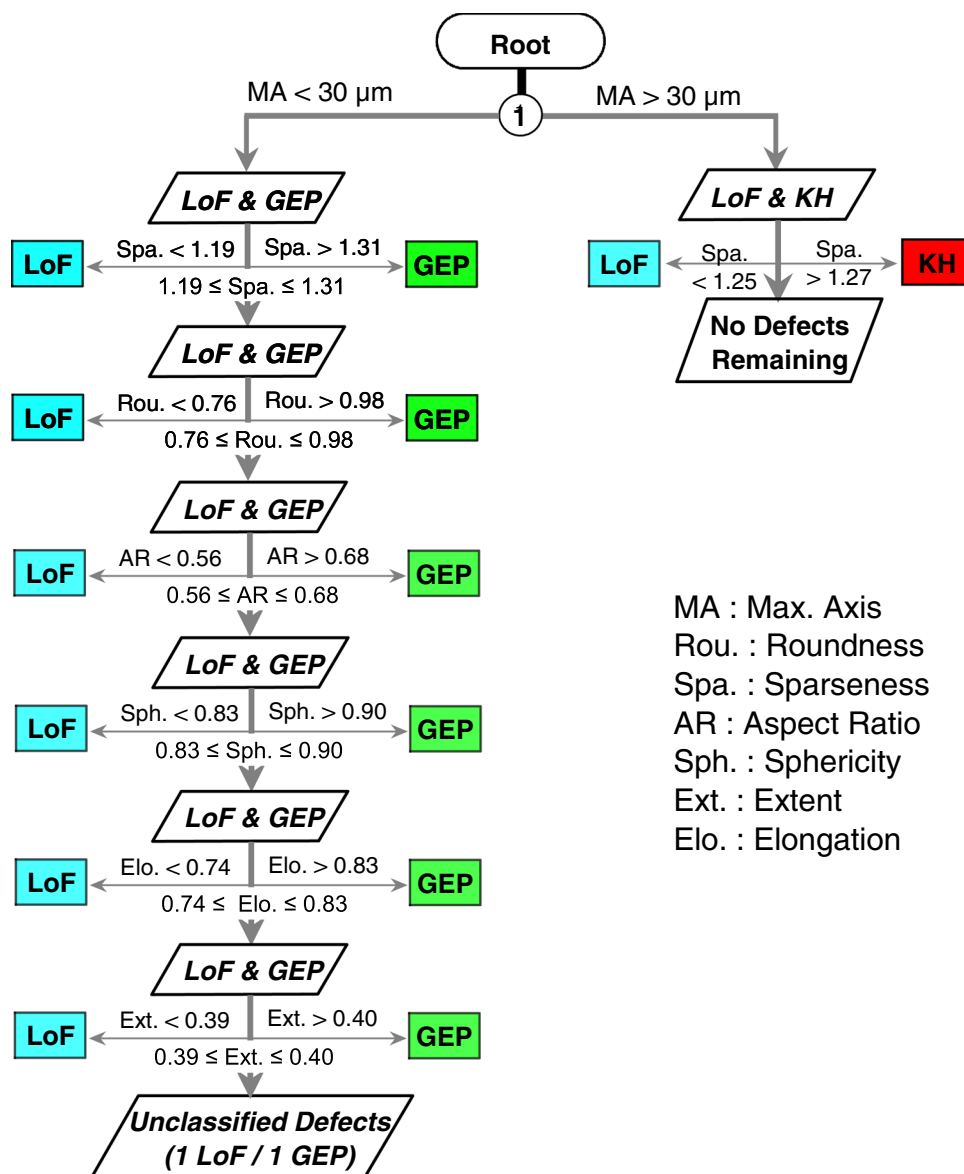 Root
MA < 30 μm
MA > 30 μm
1
LoF & GEP
LoF & KH
LoF
Spa. < 1.19
Spa. > 1.31
GEP
1.19 ≤ Spa. ≤ 1.31
LoF
Spa.
< 1.25
Spa.
> 1.27
KH
No Defects
Remaining
LoF & GEP
LoF
Rou. < 0.76
Rou. > 0.98
GEP
0.76 ≤ Rou. ≤ 0.98
LoF & GEP
LoF
AR < 0.56
AR > 0.68
GEP
0.56 ≤ AR ≤ 0.68
LoF & GEP
LoF
Sph. < 0.83
Sph. > 0.90
GEP
0.83 ≤ Sph. ≤ 0.90
LoF & GEP
LoF
Elo. < 0.74
Elo. > 0.83
GEP
0.74 ≤ Elo. ≤ 0.83
LoF & GEP
LoF
Ext. < 0.39
Ext. > 0.40
GEP
0.39 ≤ Ext. ≤ 0.40
Unclassified Defects
(1 LoF / 1 GEP)
MA : Max. Axis
Rou. : Roundness
Spa. : Sparseness
AR : Aspect Ratio
Sph. : Sphericity
Ext. : Extent
Elo. : Elongation